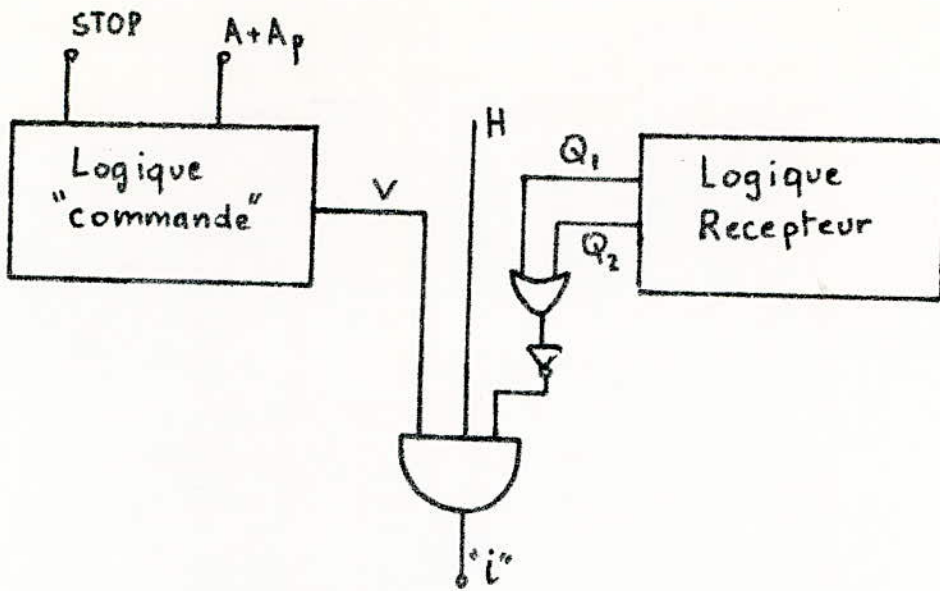 STOP
A+Ap
Logique
"commande"
V
H
Q1
Q2
Logique
Recepteur
"i"